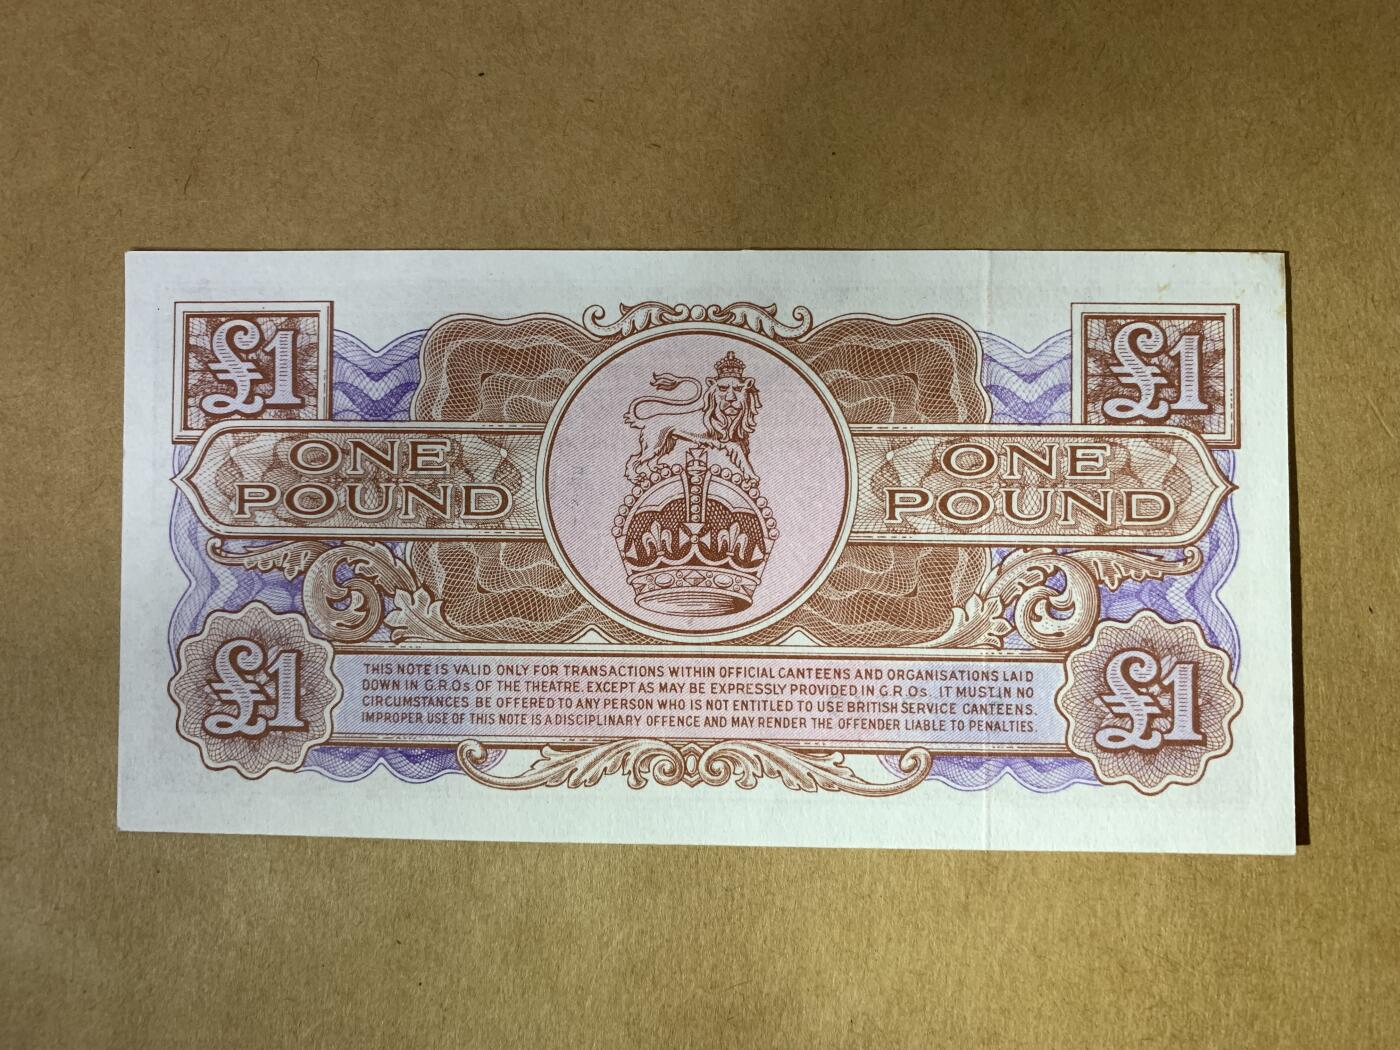 £1
£1
ONE
POUND
ONE
POUND
£1
THIS NOTE IS VALID ONLY FOR TRANSACTIONS WITHIN OFFICIAL CANTEENS AND ORGANISATIONS LAID
DOWN IN G.R.Os OF THE THEATRE. EXCEPT AS MAY BE EXPRESSLY PROVIDED IN G.R.Os. IT MUST IN NO
CIRCUMSTANCES BE OFFERED TO ANY PERSON WHO IS NOT ENTITLED TO USE BRITISH SERVICE CANTEENS.
IMPROPER USE OF THIS NOTE IS A DISCIPLINARY OFFENCE AND MAY RENDER THE OFFENDER LIABLE TO PENALTIES.
£1